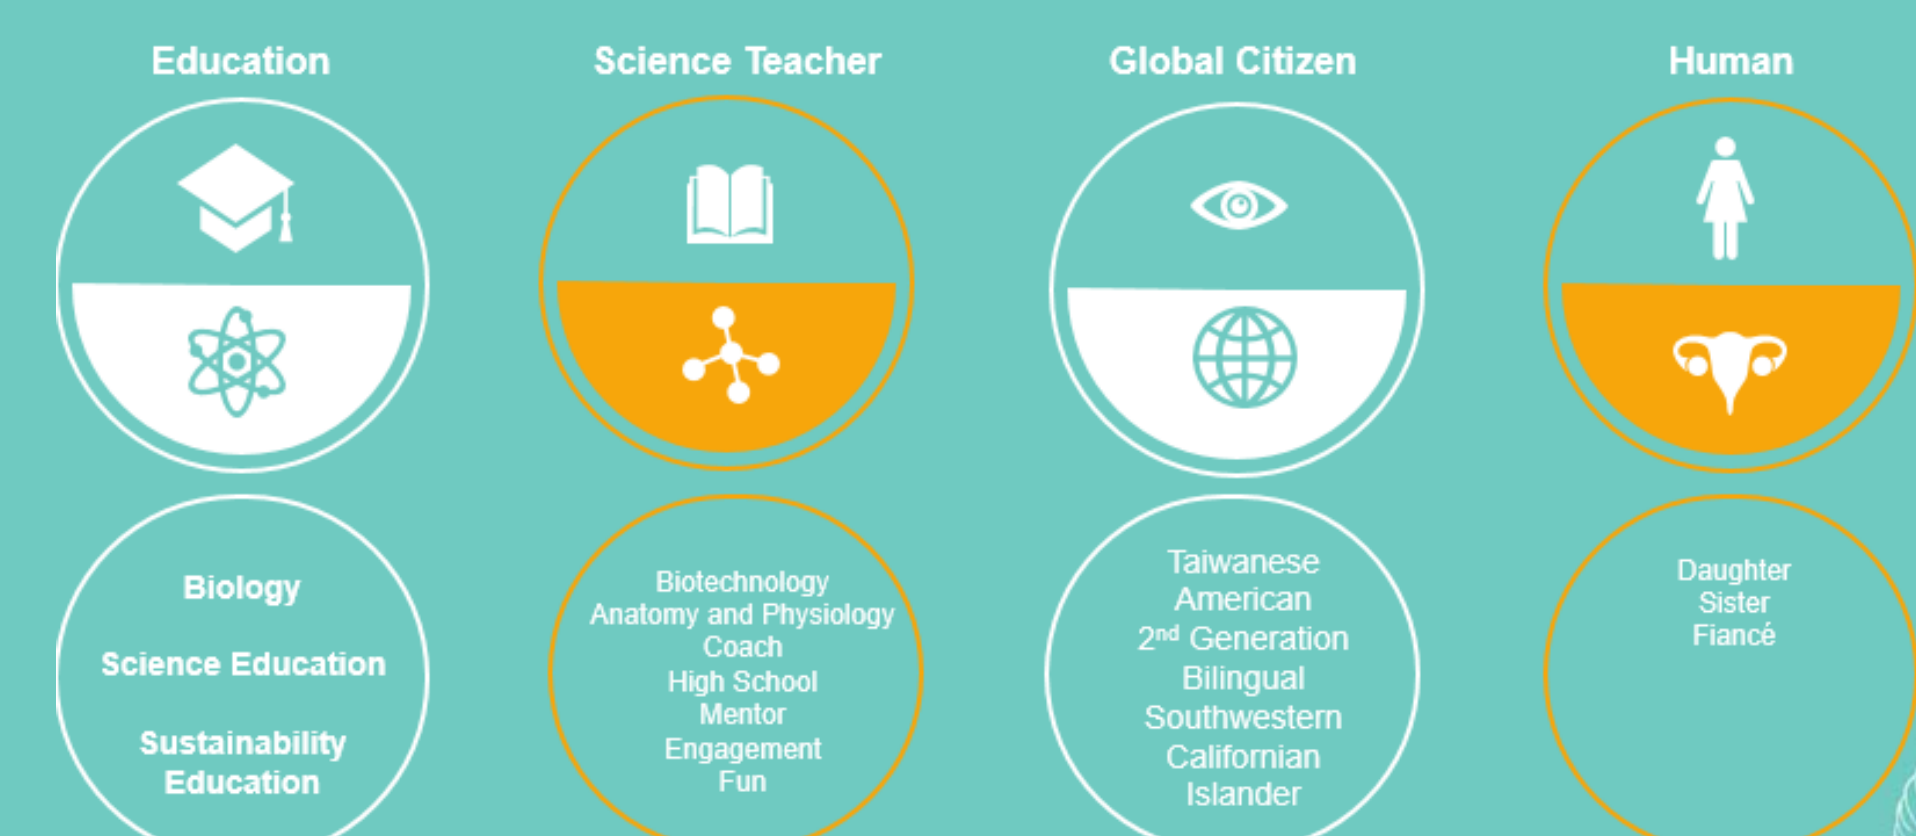 Education
Biology
Science Education
Sustainability
Education
Science Teacher
Biotechnology
Anatomy and Physiology
Coach
High School
Mentor
Engagement
Fun
Global Citizen
Taiwanese
American
2nd Generation
Bilingual
Southwestern
Californian
Islander
Human
Daughter
Sister
Fiancé